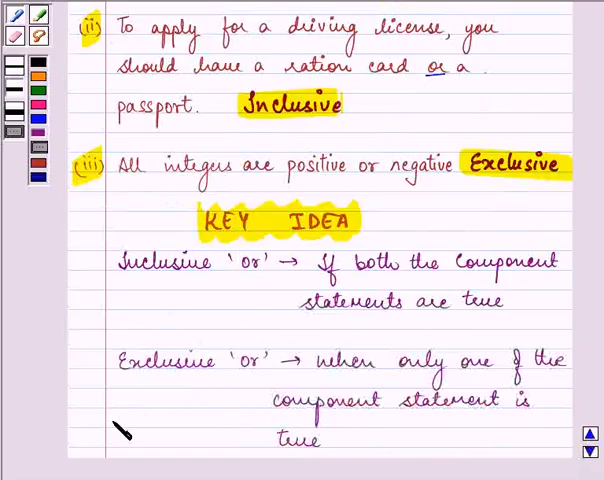 (ii) To apply for a driving license, you
should have a ration card or a
passport. Inclusive
(iii) All integers are positive or negative Exclusive
KEY IDEA
Inclusive 'or' → If both the component
statements are true
Exclusive 'or' → when only one of the
component statement is
true